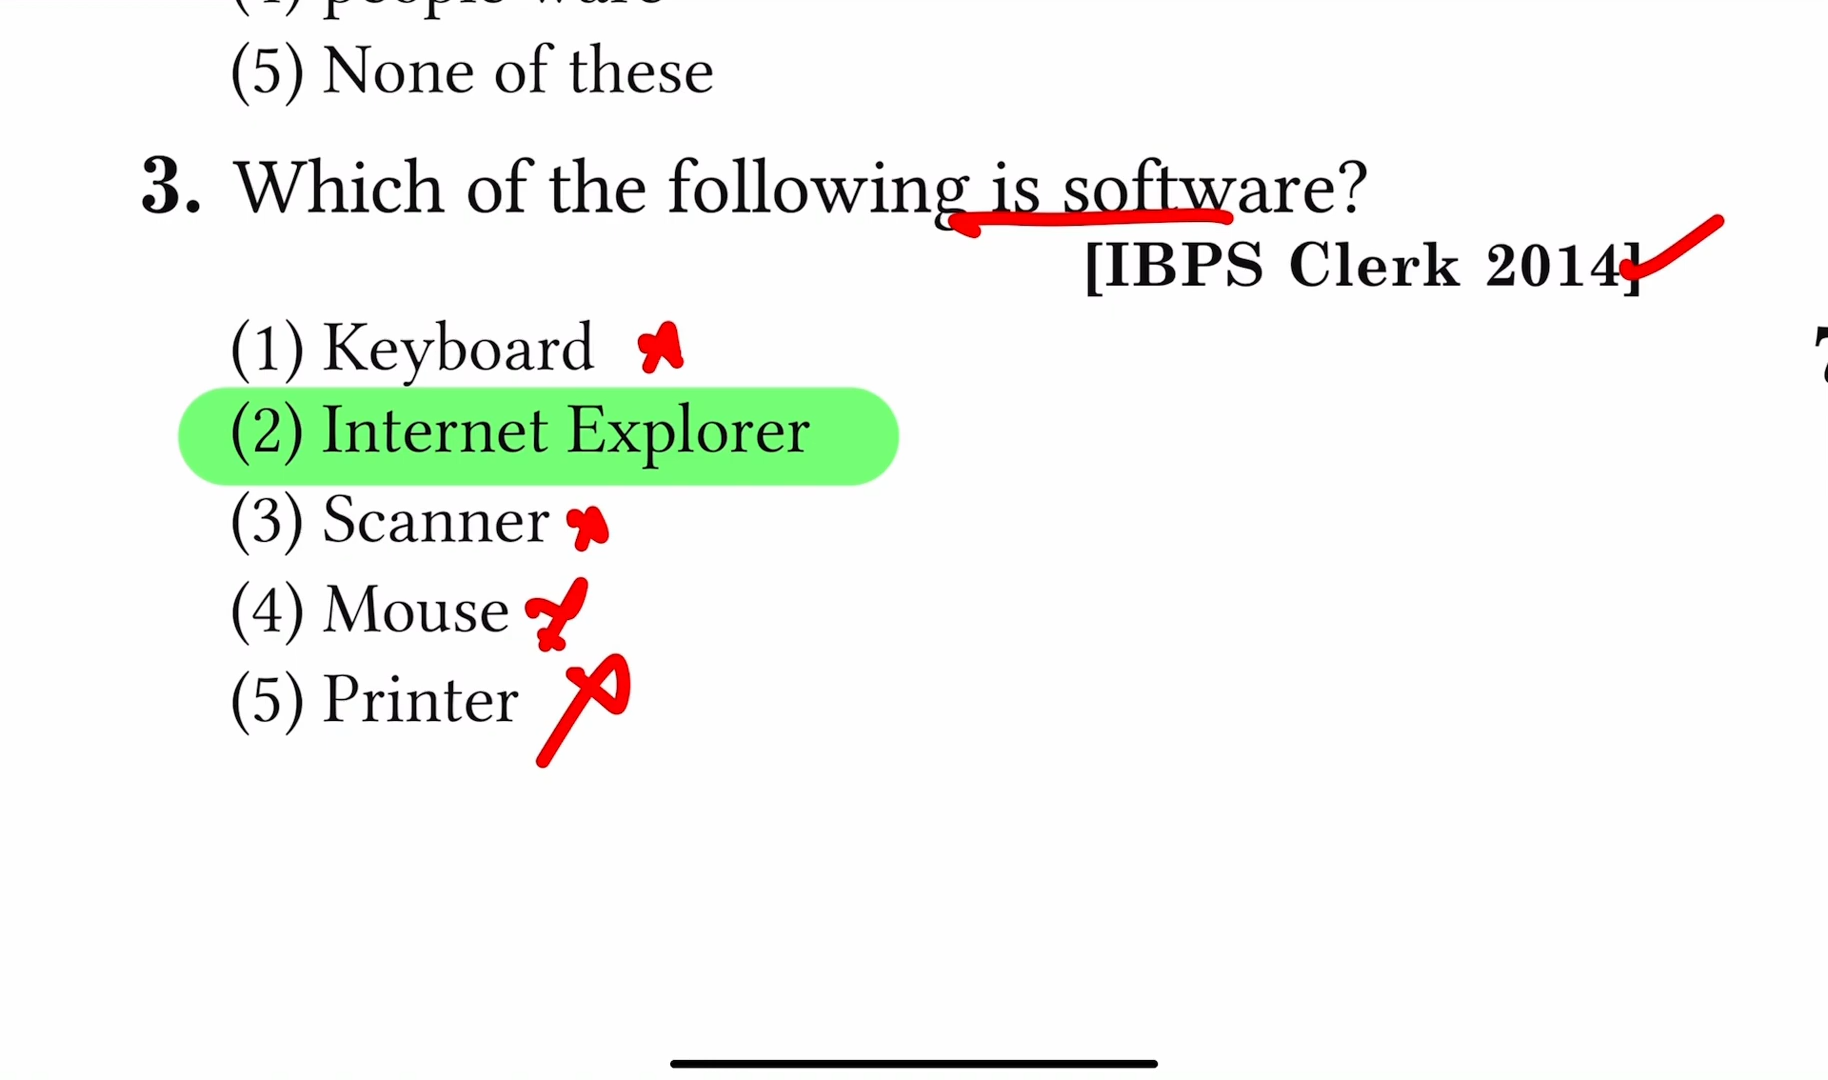 (5) None of these
3. Which of the following is software?
[IBPS Clerk 2014]
(1) Keyboard
(2) Internet Explorer
(3) Scanner
(4) Mouse
(5) Printer